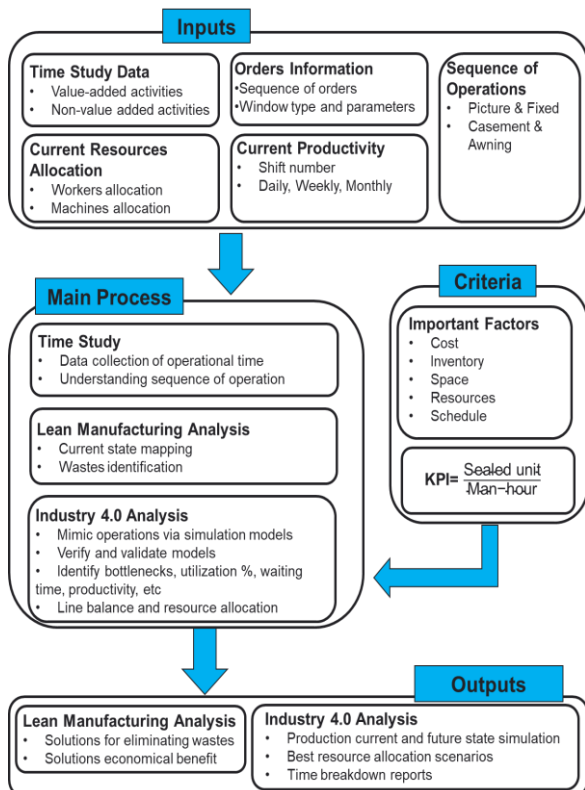 Inputs
Time Study Data
• Value-added activities
• Non-value added activities
Orders Information
•Sequence of orders
•Window type and parameters
Sequence of
Operations
• Picture & Fixed
• Casement &
Awning
Current Resources
Allocation
• Workers allocation
• Machines allocation
Current Productivity
• Shift number
• Daily, Weekly, Monthly
Main Process
Time Study
• Data collection of operational time
• Understanding sequence of operation
Lean Manufacturing Analysis
• Current state mapping
• Wastes identification
Industry 4.0 Analysis
• Mimic operations via simulation models
• Verify and validate models
• Identify bottlenecks, utilization %, waiting
time, productivity, etc
• Line balance and resource allocation
Criteria
Important Factors
• Cost
• Inventory
• Space
• Resources
• Schedule
KPI= Sealed unit
Man−hour
Outputs
Lean Manufacturing Analysis
• Solutions for eliminating wastes
• Solutions economical benefit
Industry 4.0 Analysis
• Production current and future state simulation
• Best resource allocation scenarios
• Time breakdown reports